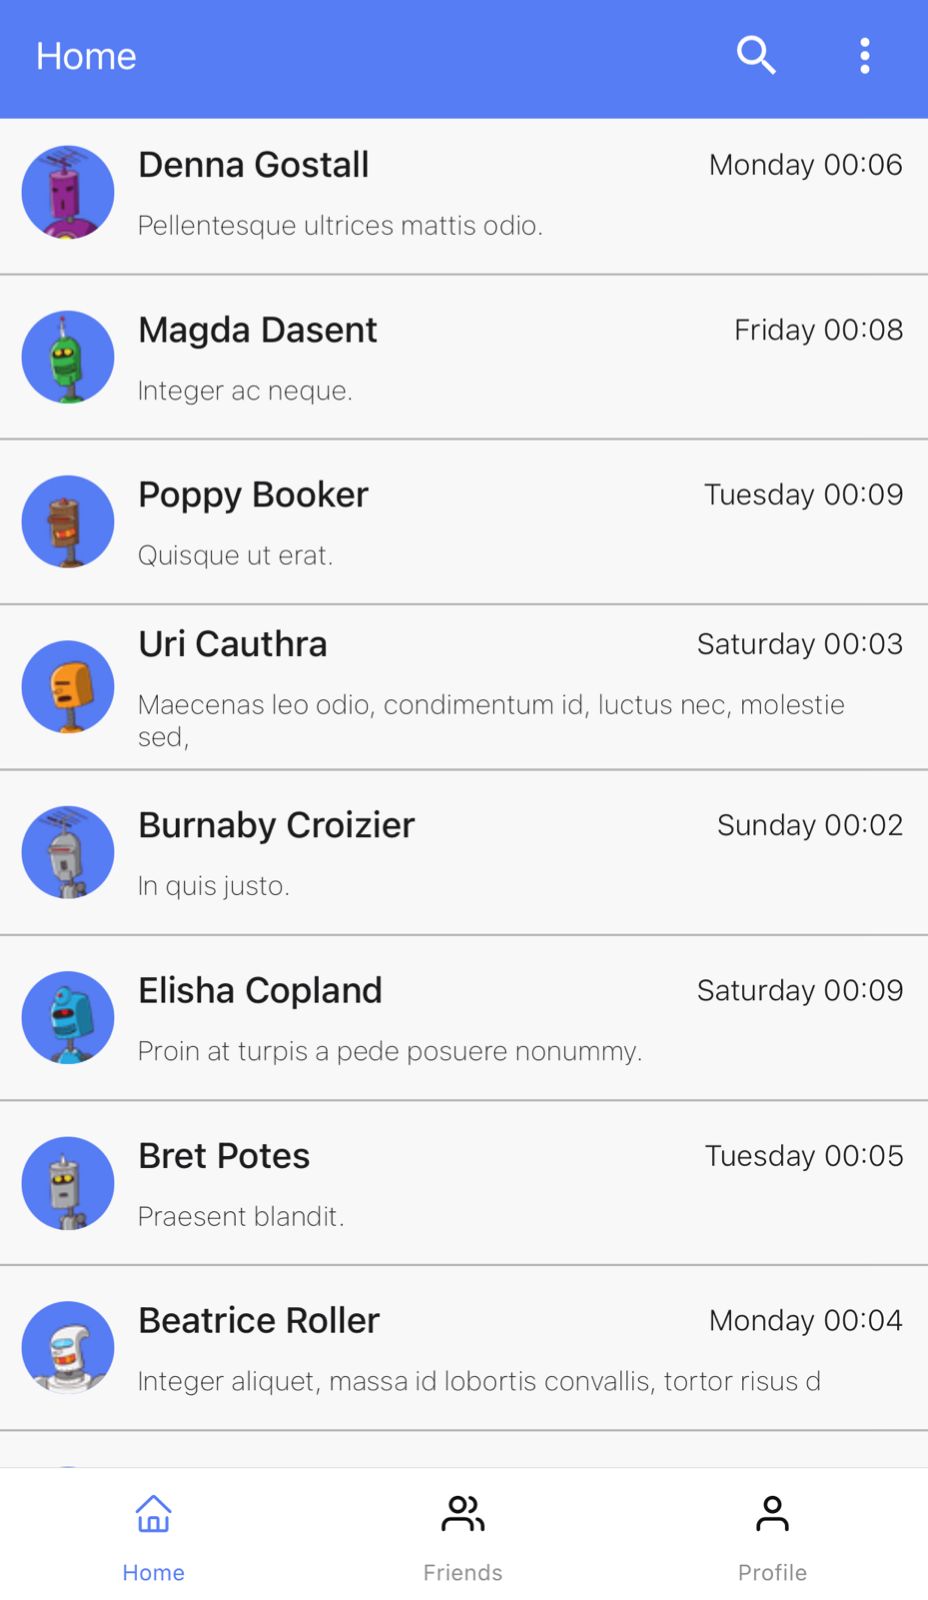 Home
Denna Gostall Monday 00:06
Pellentesque ultrices mattis odio.
Magda Dasent Friday 00:08
Integer ac neque.
Poppy Booker Tuesday 00:09
Quisque ut erat.
Uri Cauthra Saturday 00:03
Maecenas leo odio, condimentum id, luctus nec, molestie
sed,
Burnaby Croizier Sunday 00:02
In quis justo.
Elisha Copland Saturday 00:09
Proin at turpis a pede posuere nonummy.
Bret Potes Tuesday 00:05
Praesent blandit.
Beatrice Roller Monday 00:04
Integer aliquet, massa id lobortis convallis, tortor risus d
Home Friends Profile